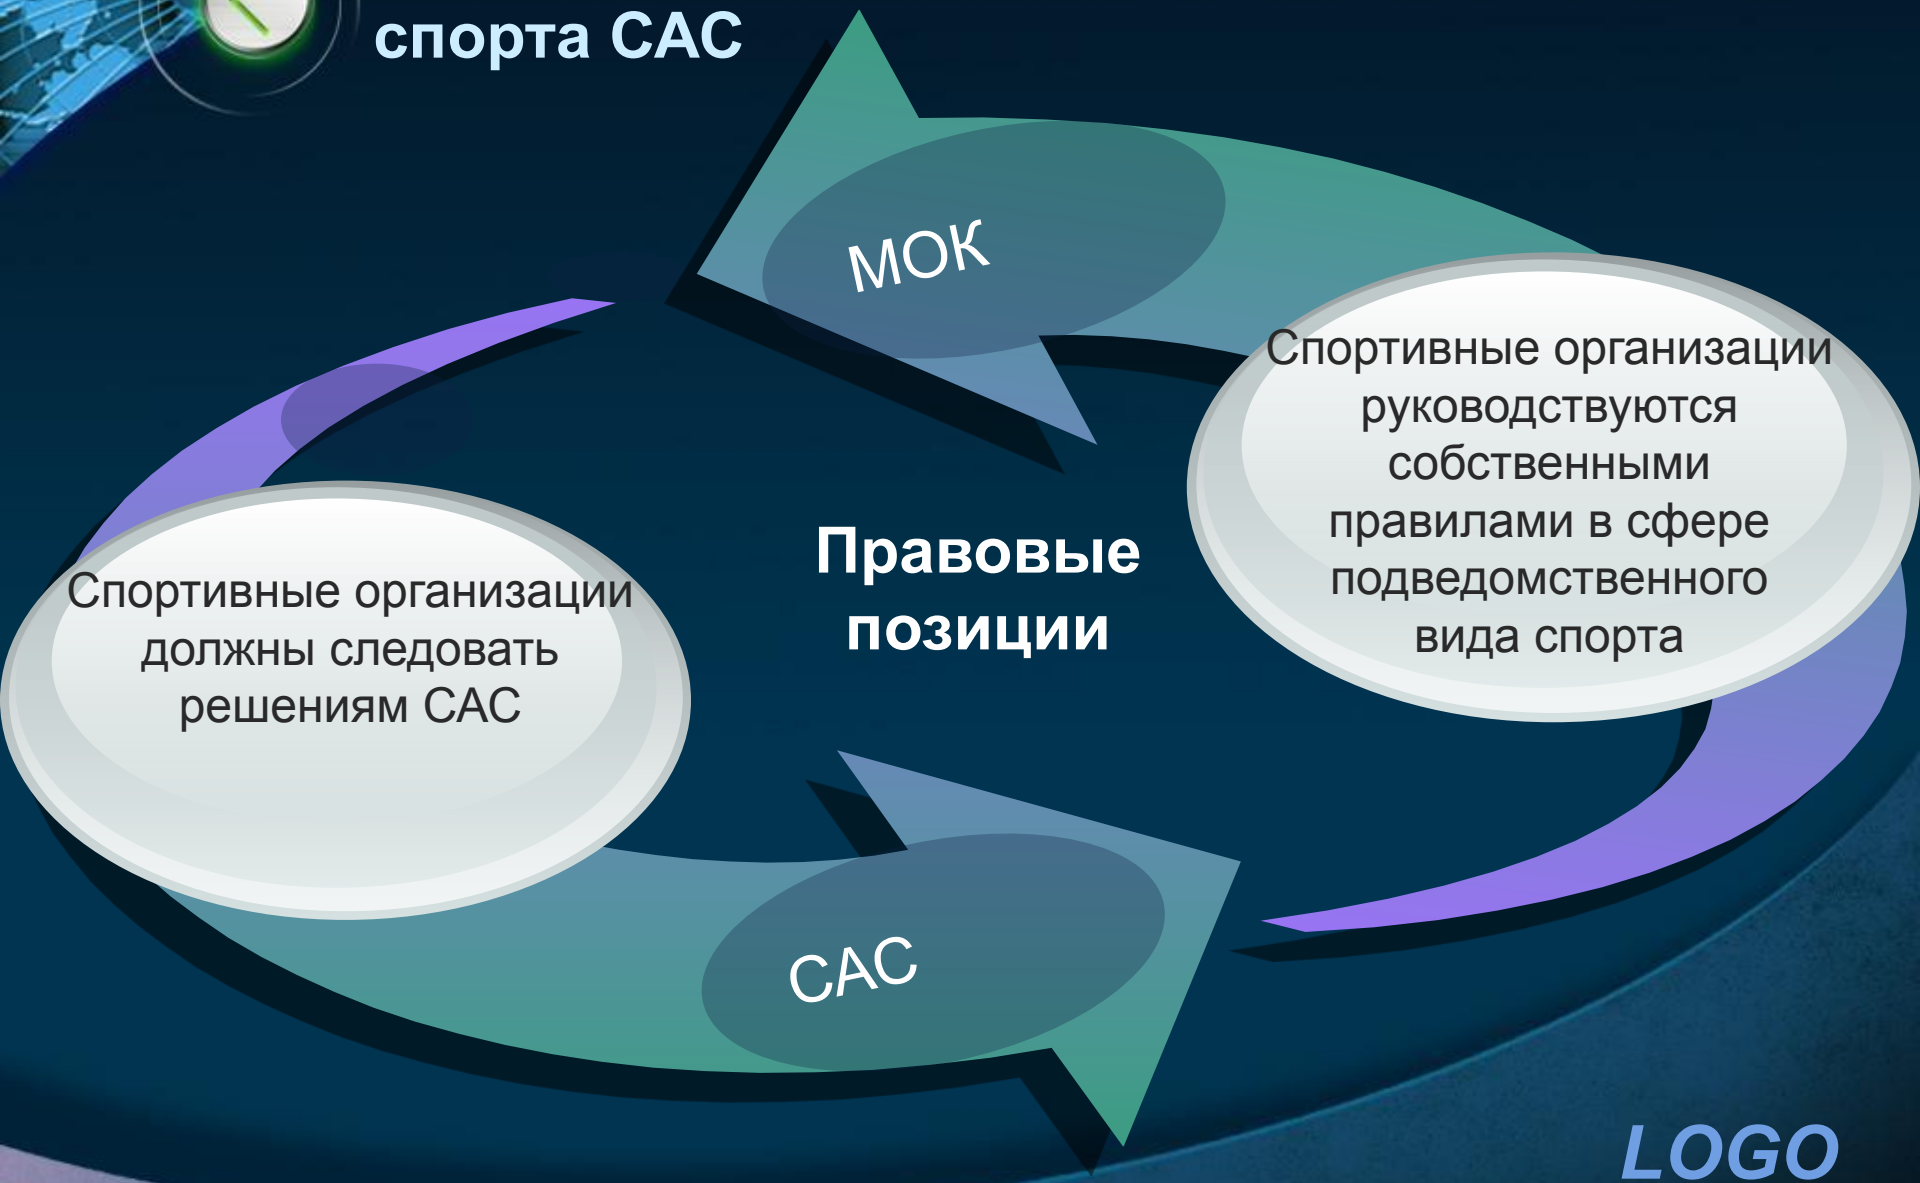 спорта САС
МОК
Спортивные организации
руководствуются
собственными
правилами в сфере
подведомственного
вида спорта
Правовые
позиции
Спортивные организации
должны следовать
решениям САС
САС
LOGO